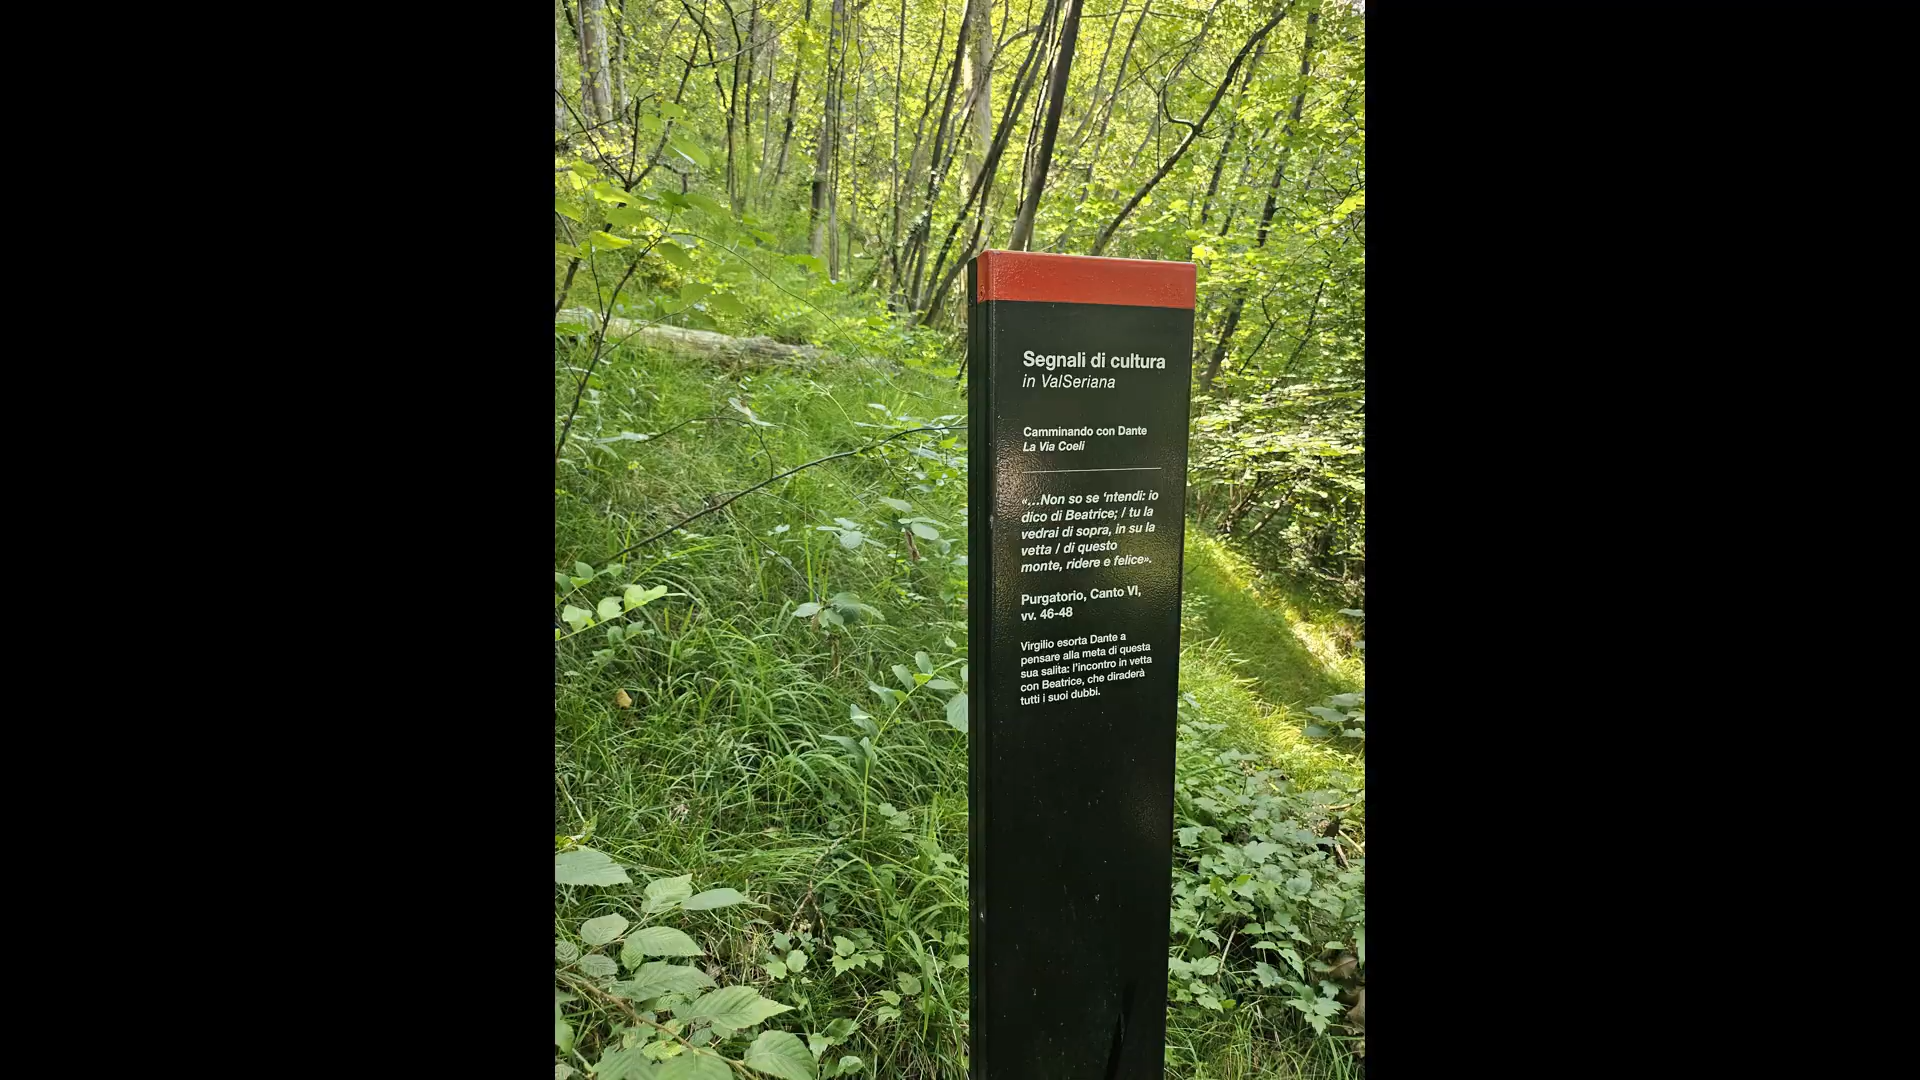 Segnali di cultura
in ValSeriana
Camminando con Dante
La Via Coeli
«...Non so se ‘ntendi: io
dico di Beatrice; / tu la
vedrai di sopra, in su la
vetta / di questo
monte, ridere e felice».
Purgatorio, Canto VI,
vv. 46-48
Virgilio esorta Dante a
pensare alla meta di questa
sua salita: l'incontro in vetta
con Beatrice, che diraderà
tutti i suoi dubbi.